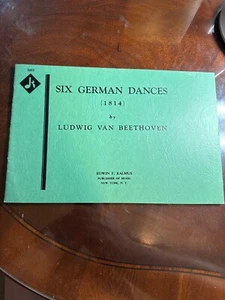 SIX GERMAN DANCES
(1814)
by
LUDWIG VAN BEETHOVEN
EDWIN F. KALMUS
PUBLISHER OF MUSIC
NEW YORK, N. Y.